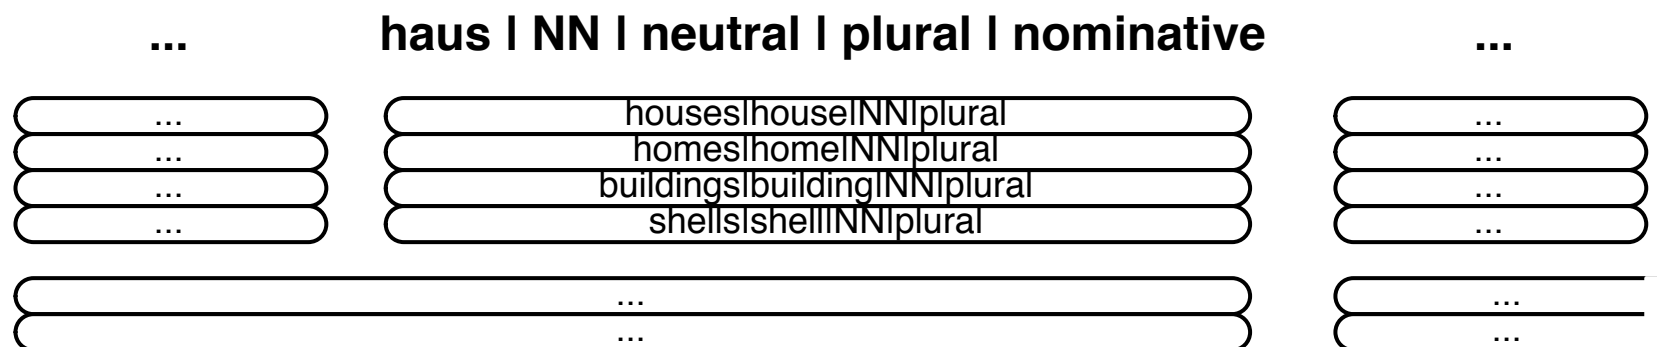 ... haus | NN | neutral | plural | nominative ...
... houses|house|NN|plural ...
... homes|home|NN|plural ...
... buildings|building|NN|plural ...
... shells|shell|NN|plural ...
... ...
... ...